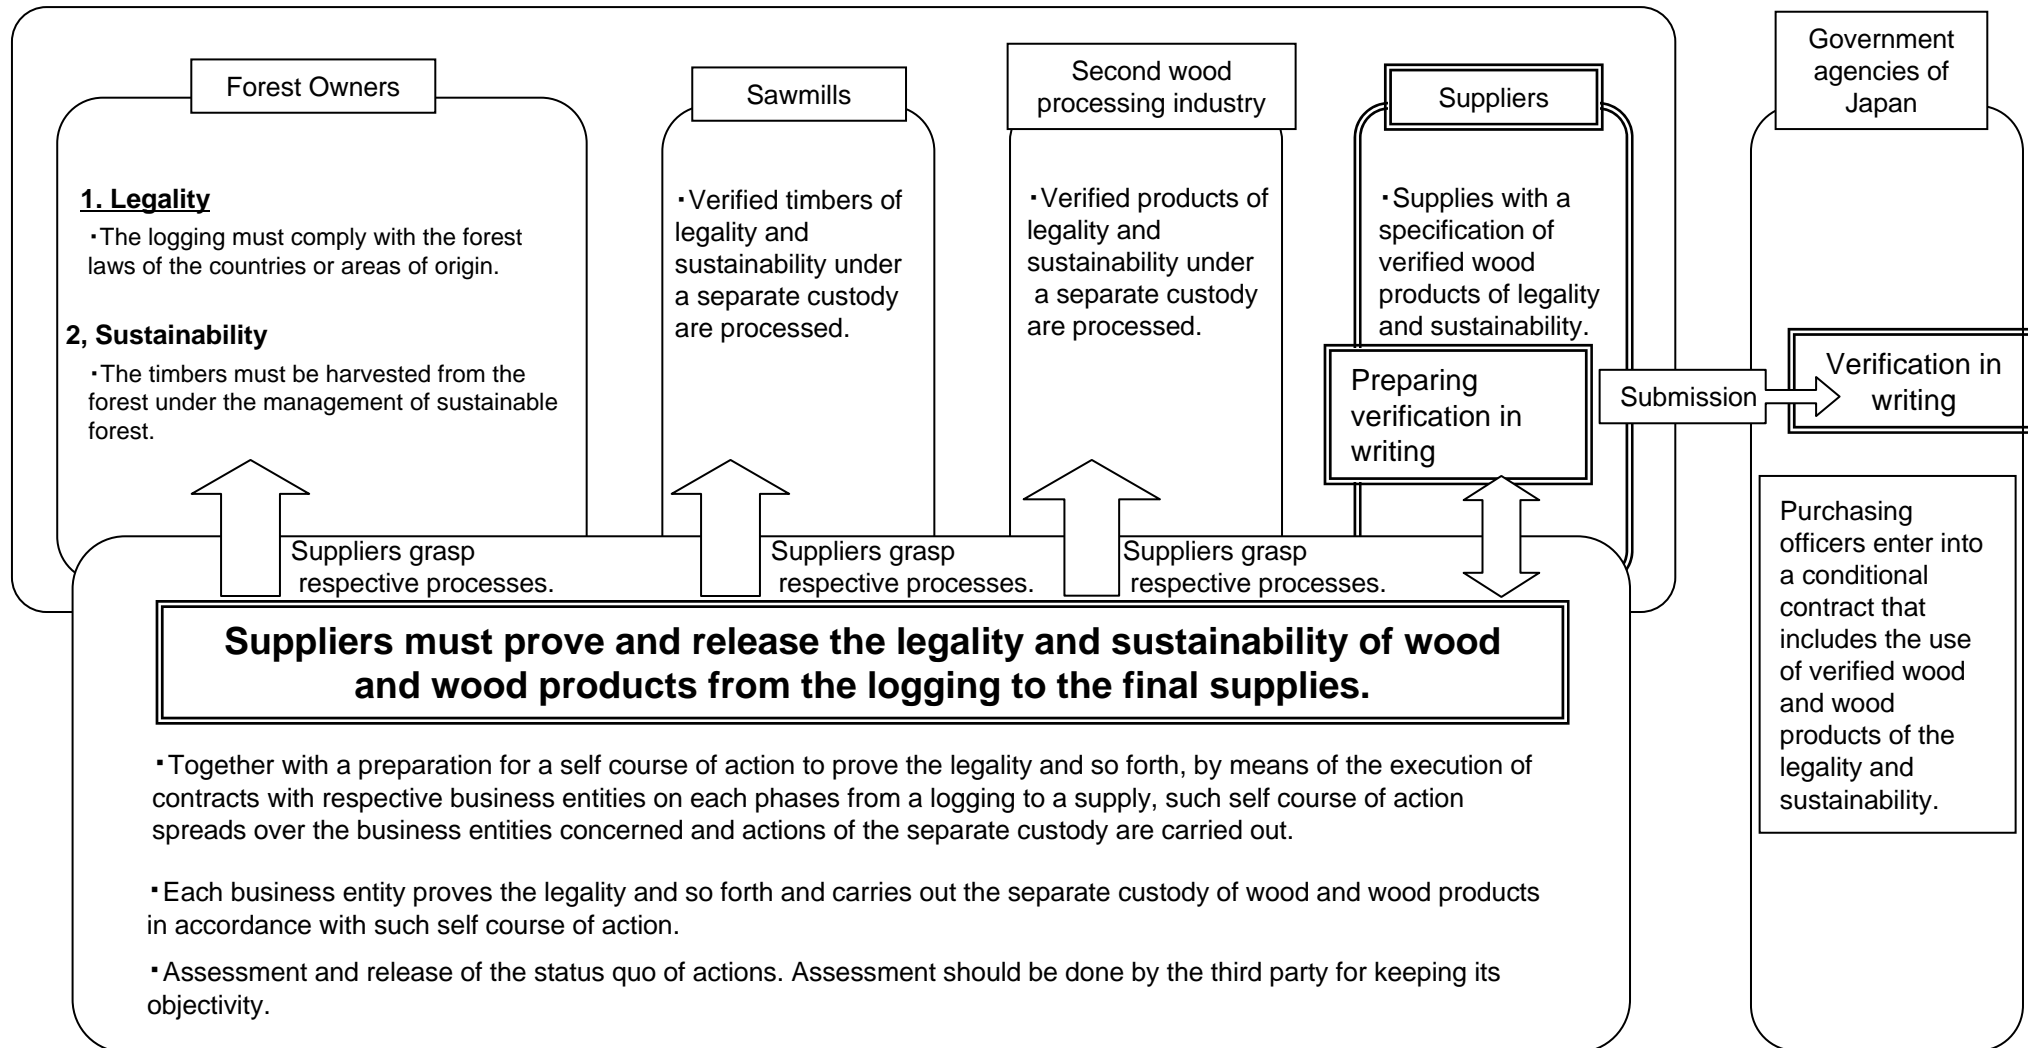 Forest Owners
1. Legality
・The logging must comply with the forest
laws of the countries or areas of origin.
2, Sustainability
・The timbers must be harvested from the
forest under the management of sustainable
forest.
Sawmills
・Verified timbers of
legality and
sustainability under
a separate custody
are processed.
Second wood
processing industry
・Verified products of
legality and
sustainability under
a separate custody
are processed.
Suppliers
・Supplies with a
specification of
verified wood
products of legality
and sustainability.
Preparing
verification in
writing
Submission
Government
agencies of
Japan
Verification in
writing
Purchasing
officers enter into
a conditional
contract that
includes the use
of verified wood
and wood
products of the
legality and
sustainability.
Suppliers grasp
respective processes.
Suppliers grasp
respective processes.
Suppliers grasp
respective processes.
Suppliers must prove and release the legality and sustainability of wood
and wood products from the logging to the final supplies.
・Together with a preparation for a self course of action to prove the legality and so forth, by means of the execution of
contracts with respective business entities on each phases from a logging to a supply, such self course of action
spreads over the business entities concerned and actions of the separate custody are carried out.
・Each business entity proves the legality and so forth and carries out the separate custody of wood and wood products
in accordance with such self course of action.
・Assessment and release of the status quo of actions. Assessment should be done by the third party for keeping its
objectivity.